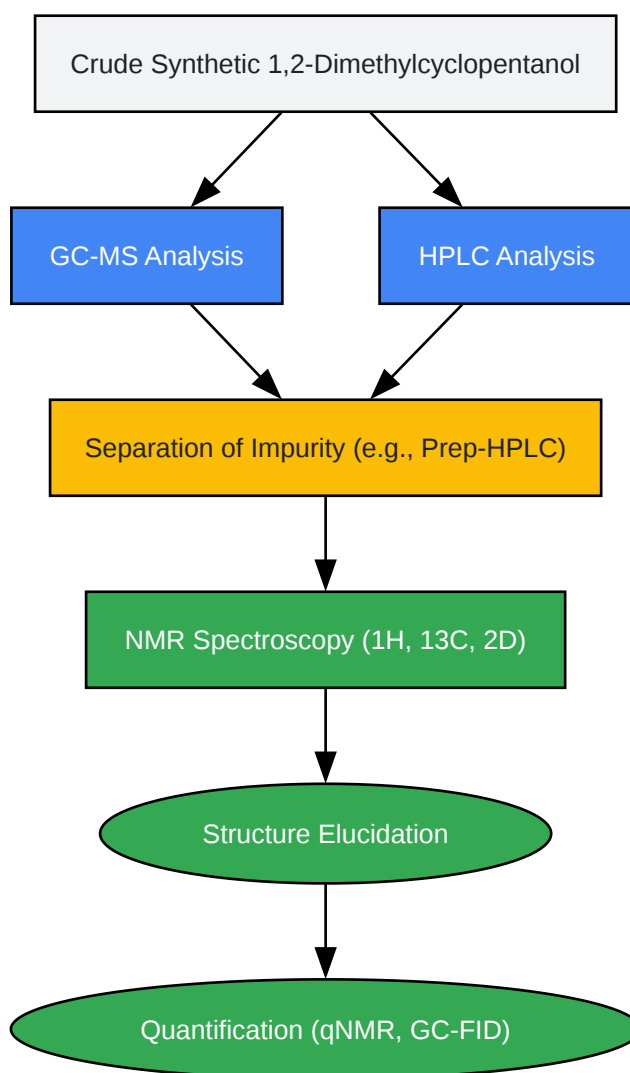 Crude Synthetic 1,2-Dimethylcyclopentanol
GC-MS Analysis
HPLC Analysis
Separation of Impurity (e.g., Prep-HPLC)
NMR Spectroscopy (1H, 13C, 2D)
Structure Elucidation
Quantification (qNMR, GC-FID)